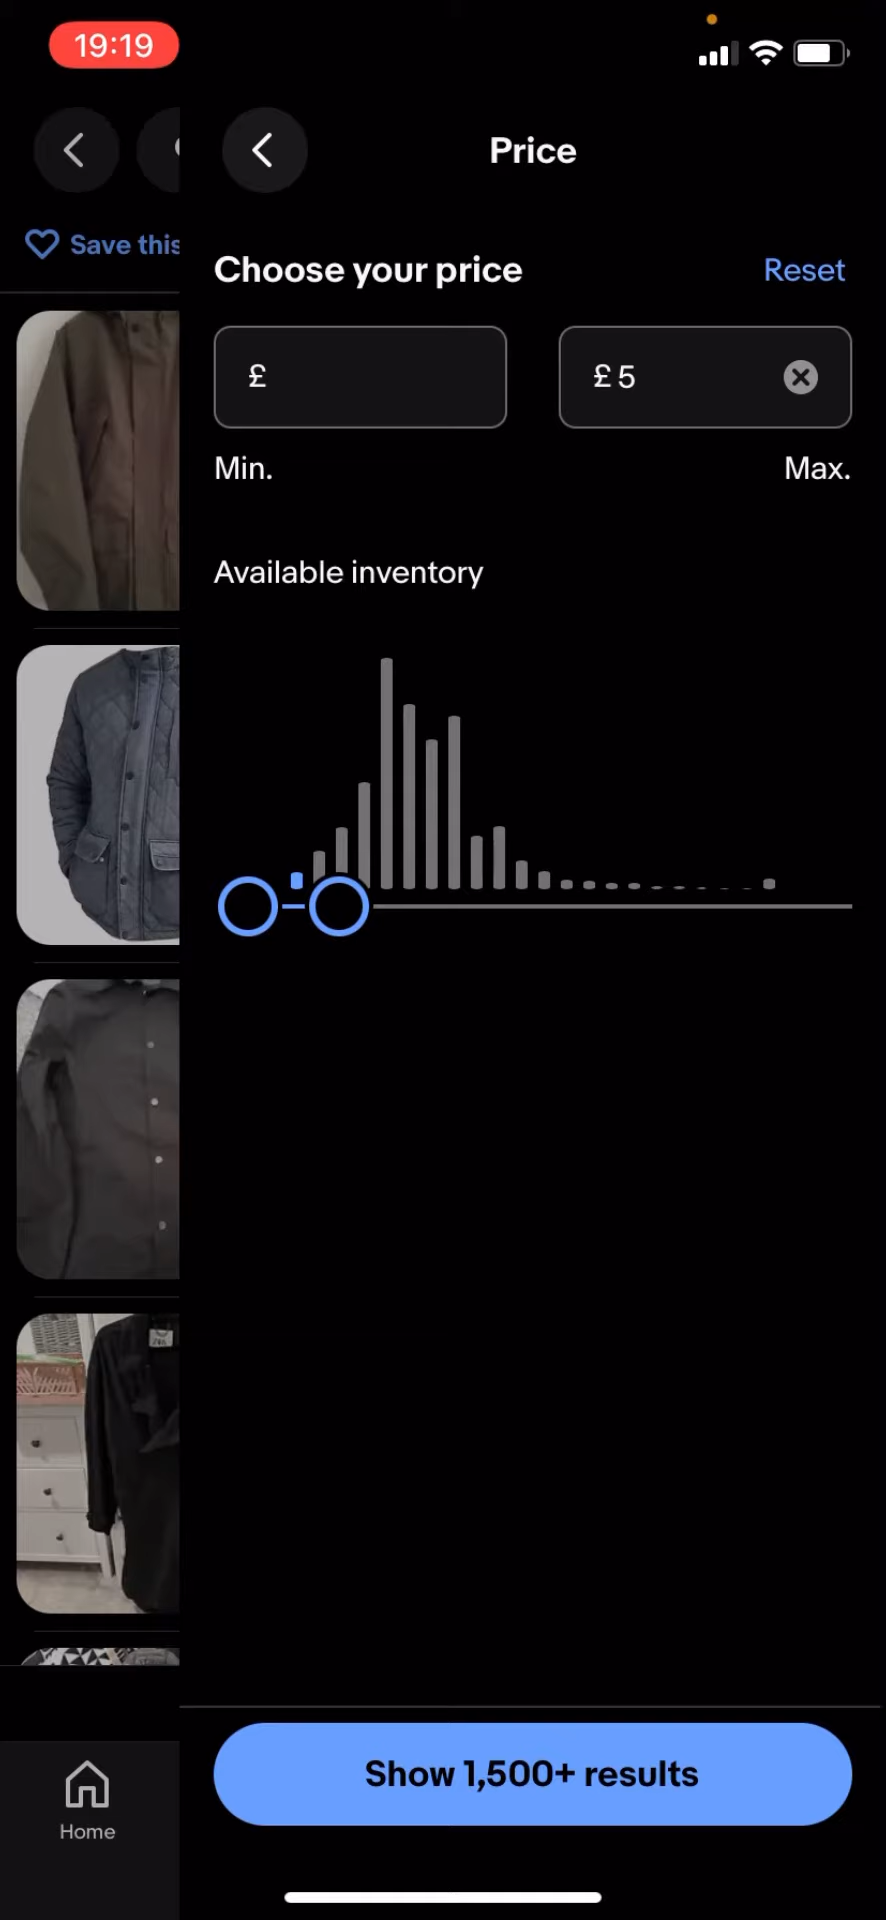 19:19
Price
Save this
Choose your price
Reset
£
£ 5
Min.
Max.
Available inventory
Show 1,500+ results
Home